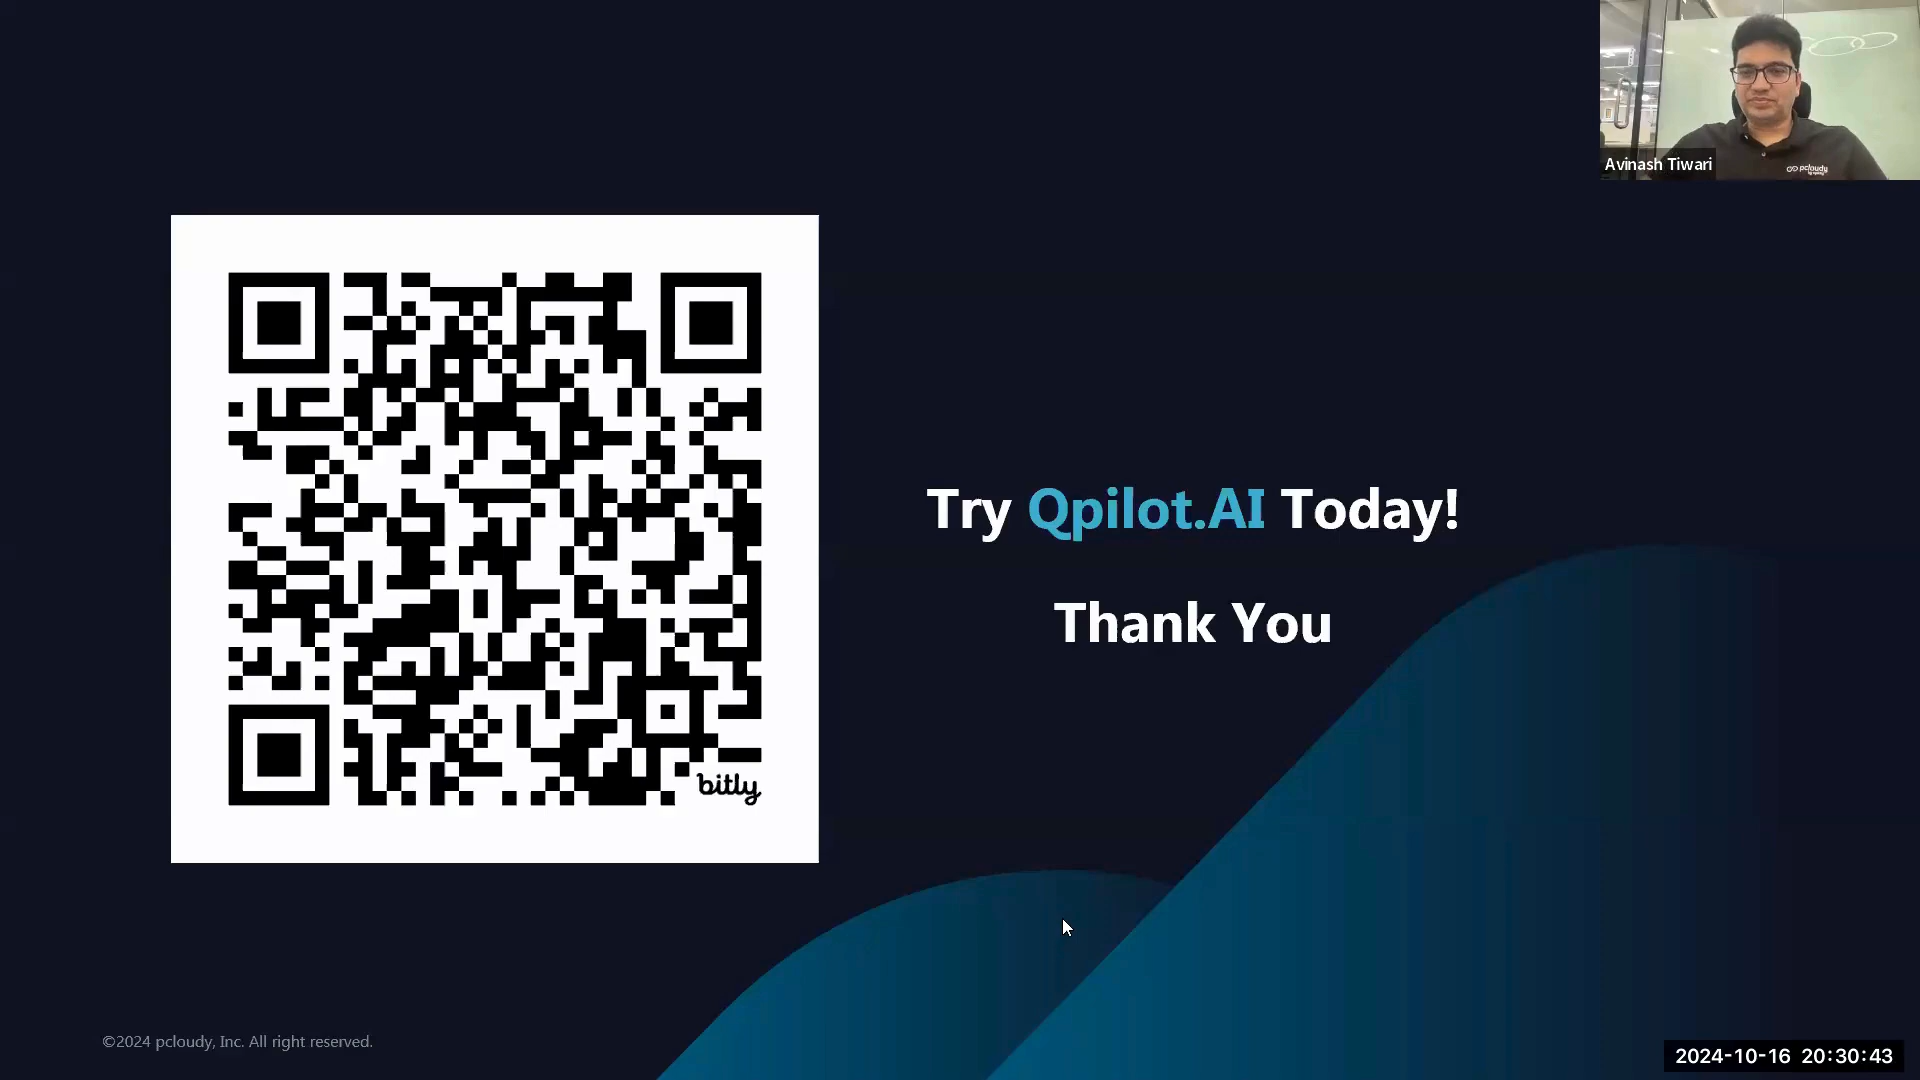 Avinash Tiwari
pcloudy
Try Qpilot.AI Today!
Thank You
bitly
©2024 pcloudy, Inc. All right reserved.
2024-10-16 20:30:43